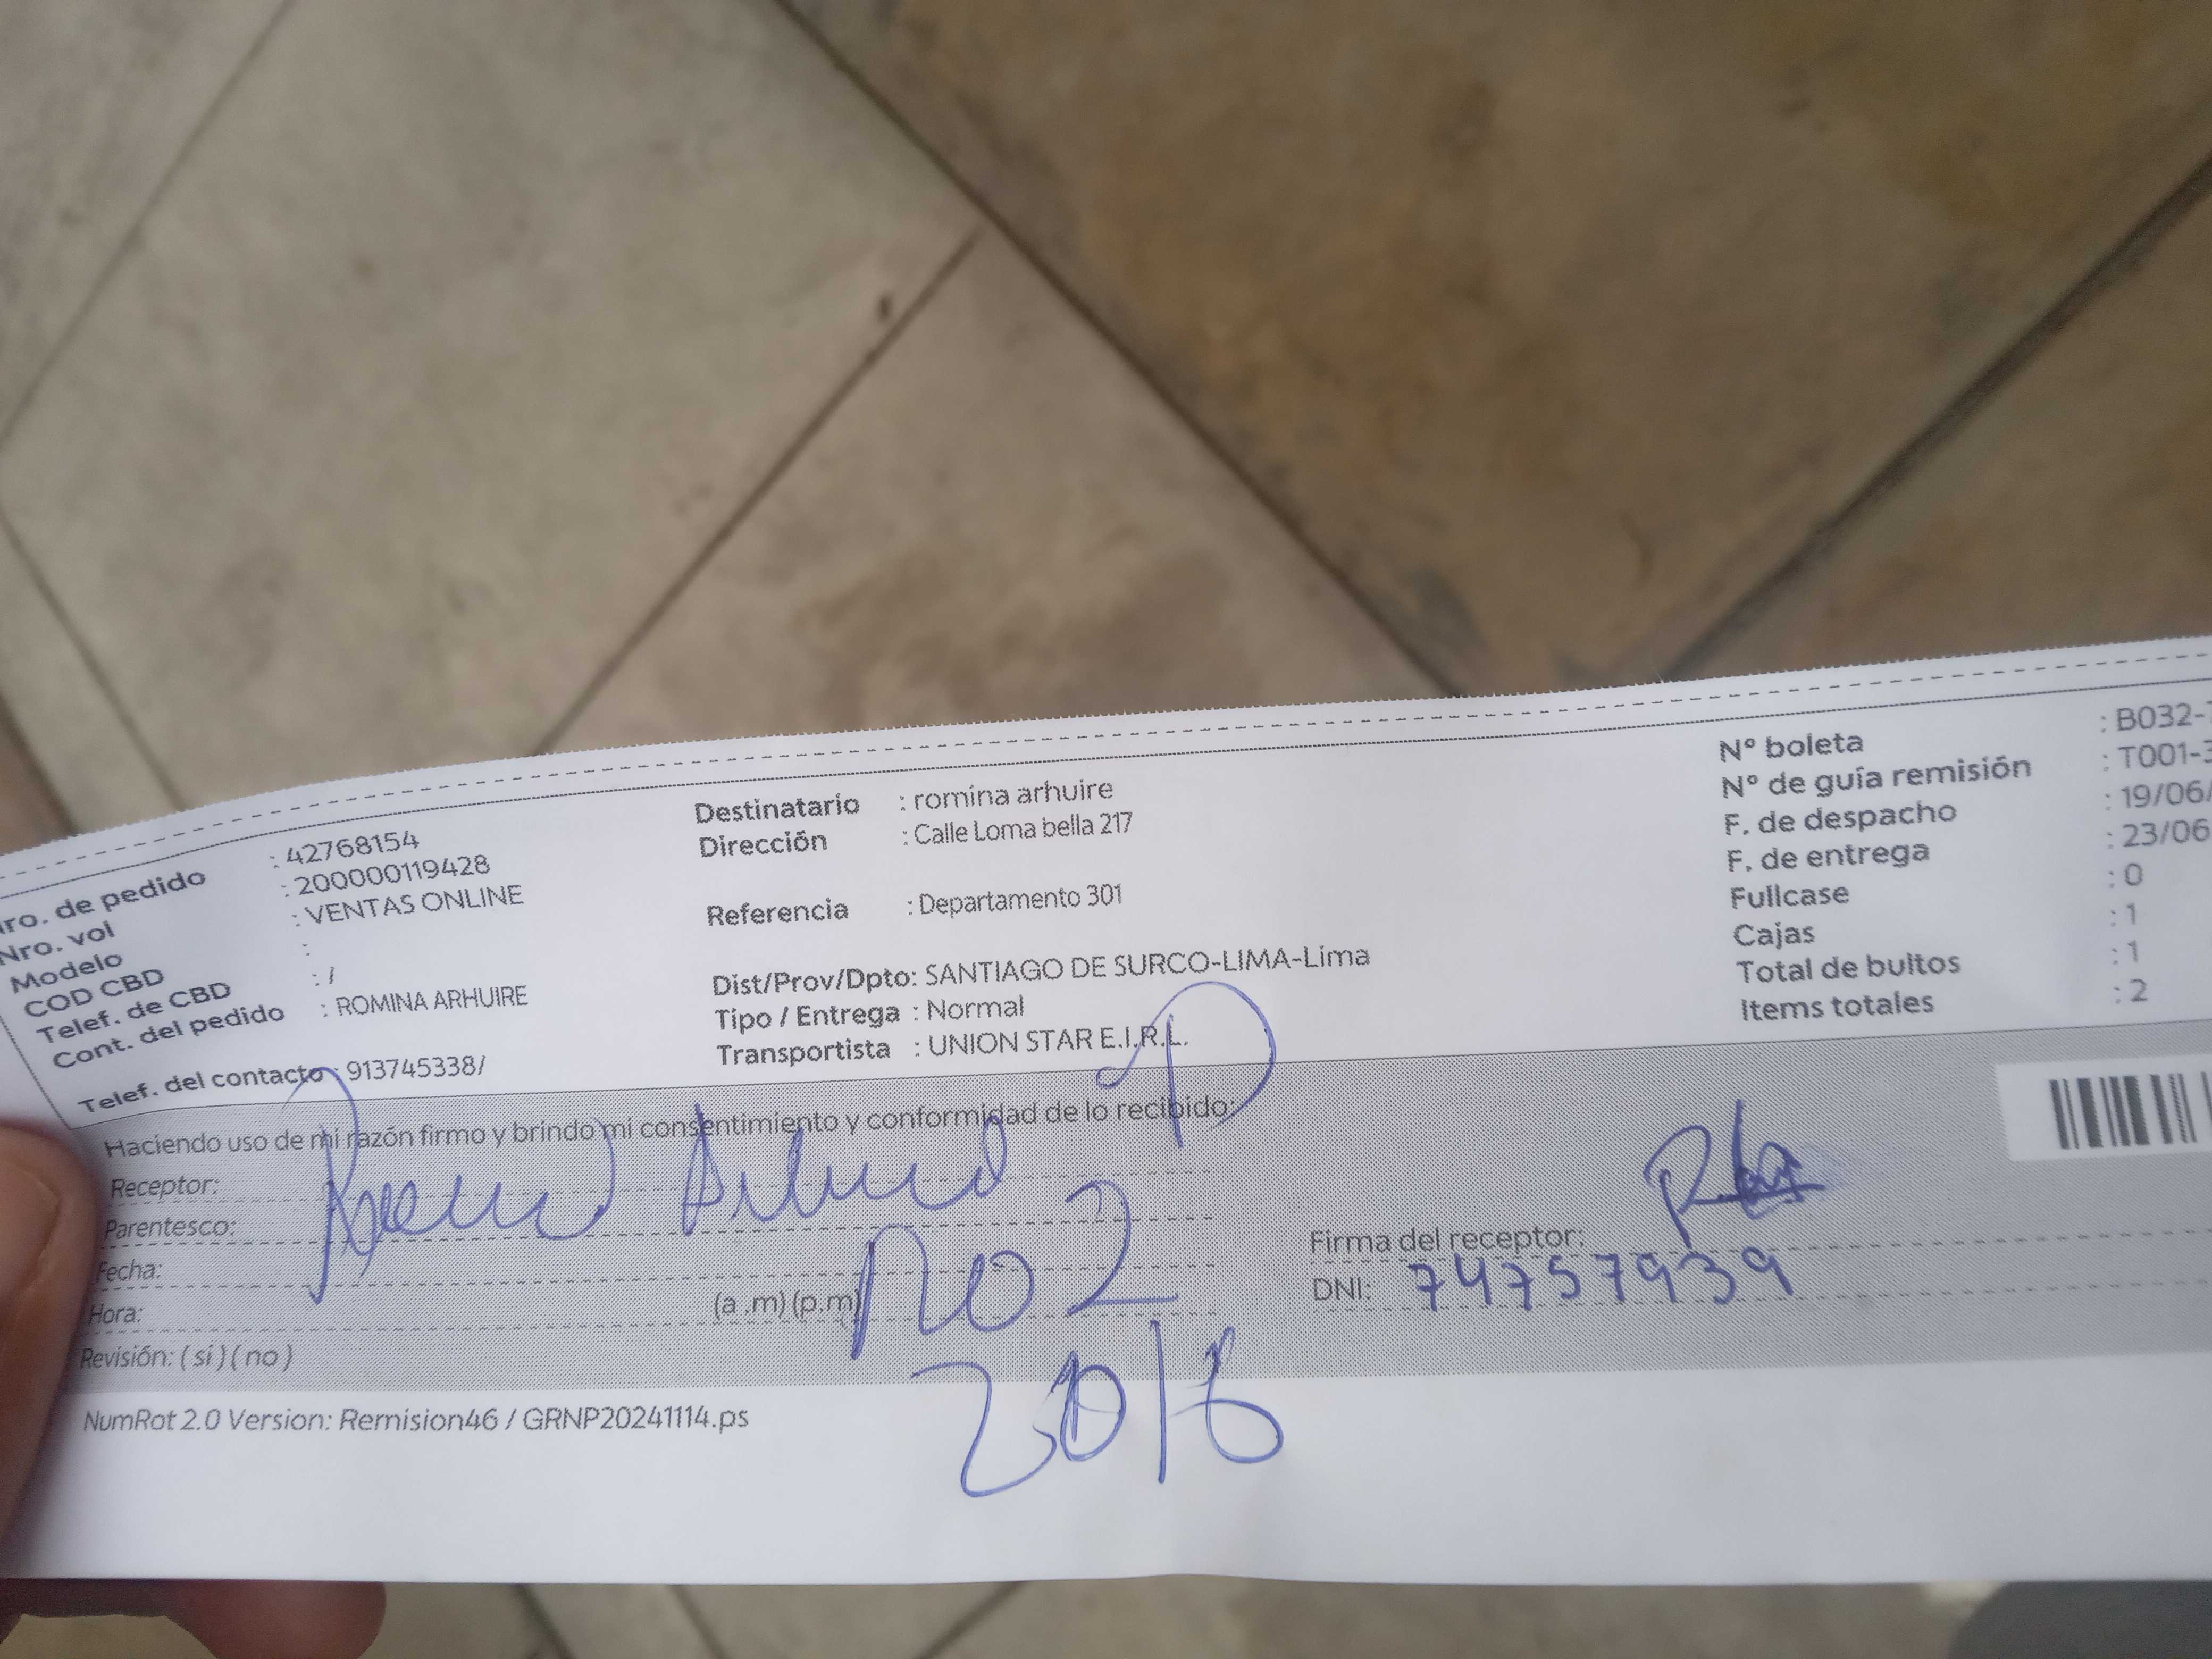 Nro. de pedido : 42768154
Nro. vol : 200000119428
Modelo : VENTAS ONLINE
COD CBD :
Telef. de CBD : /
Cont. del pedido : ROMINA ARHUIRE
Telef. del contacto : 913745338/
Destinatario : romina arhuire
Dirección : Calle Loma bella 217
Referencia : Departamento 301
Dist/Prov/Dpto: SANTIAGO DE SURCO-LIMA-Lima
Tipo / Entrega : Normal
Transportista : UNION STAR E.I.R.L.
N° boleta : B032-
N° de guía remisión : T001-3
F. de despacho : 19/06/
F. de entrega : 23/06
Fullcase : 0
Cajas : 1
Total de bultos : 1
Items totales : 2
Haciendo uso de mi razón firmo y brindo mi consentimiento y conformidad de lo recibido:
Receptor:
Parentesco:
Fecha:
Hora: (a .m) (p.m)
Revisión: ( si ) ( no )
Firma del receptor:
DNI: 74757939
NumRot 2.0 Version: Remision46 / GRNP20241114.ps